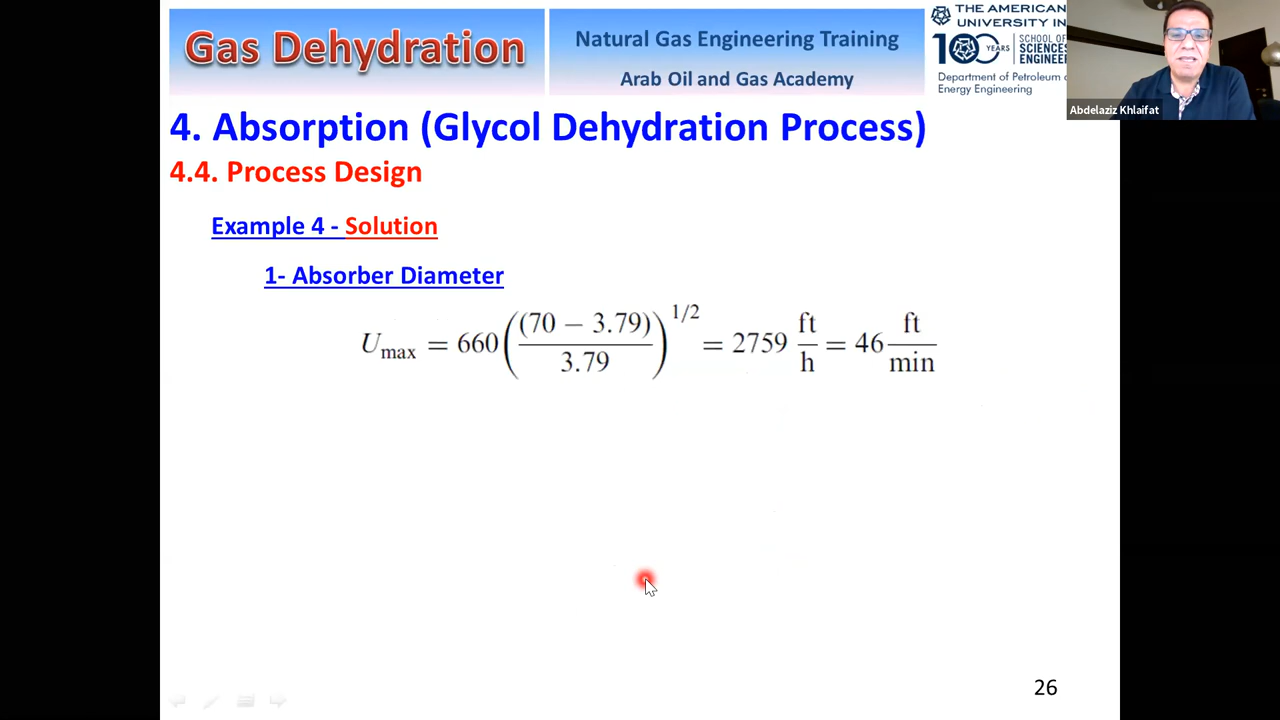 Gas Dehydration
Natural Gas Engineering Training
Arab Oil and Gas Academy
THE AMERICAN
UNIVERSITY IN
100 YEARS
SCHOOL OF
SCIENCES
ENGINEER
Department of Petroleum
Energy Engineering
Abdelaziz Khlaifat
4. Absorption (Glycol Dehydration Process)
4.4. Process Design
Example 4 - Solution
1- Absorber Diameter
U_max = 660((70 − 3.79)/3.79)^1/2 = 2759 ft/h = 46 ft/min
26